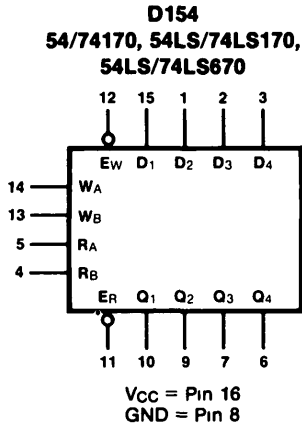 D154
54/74170, 54LS/74LS170,
54LS/74LS670
12 15 1 2 3
EW D1 D2 D3 D4
14 WA
13 WB
5 RA
4 RB
ER Q1 Q2 Q3 Q4
11 10 9 7 6
VCC = Pin 16
GND = Pin 8